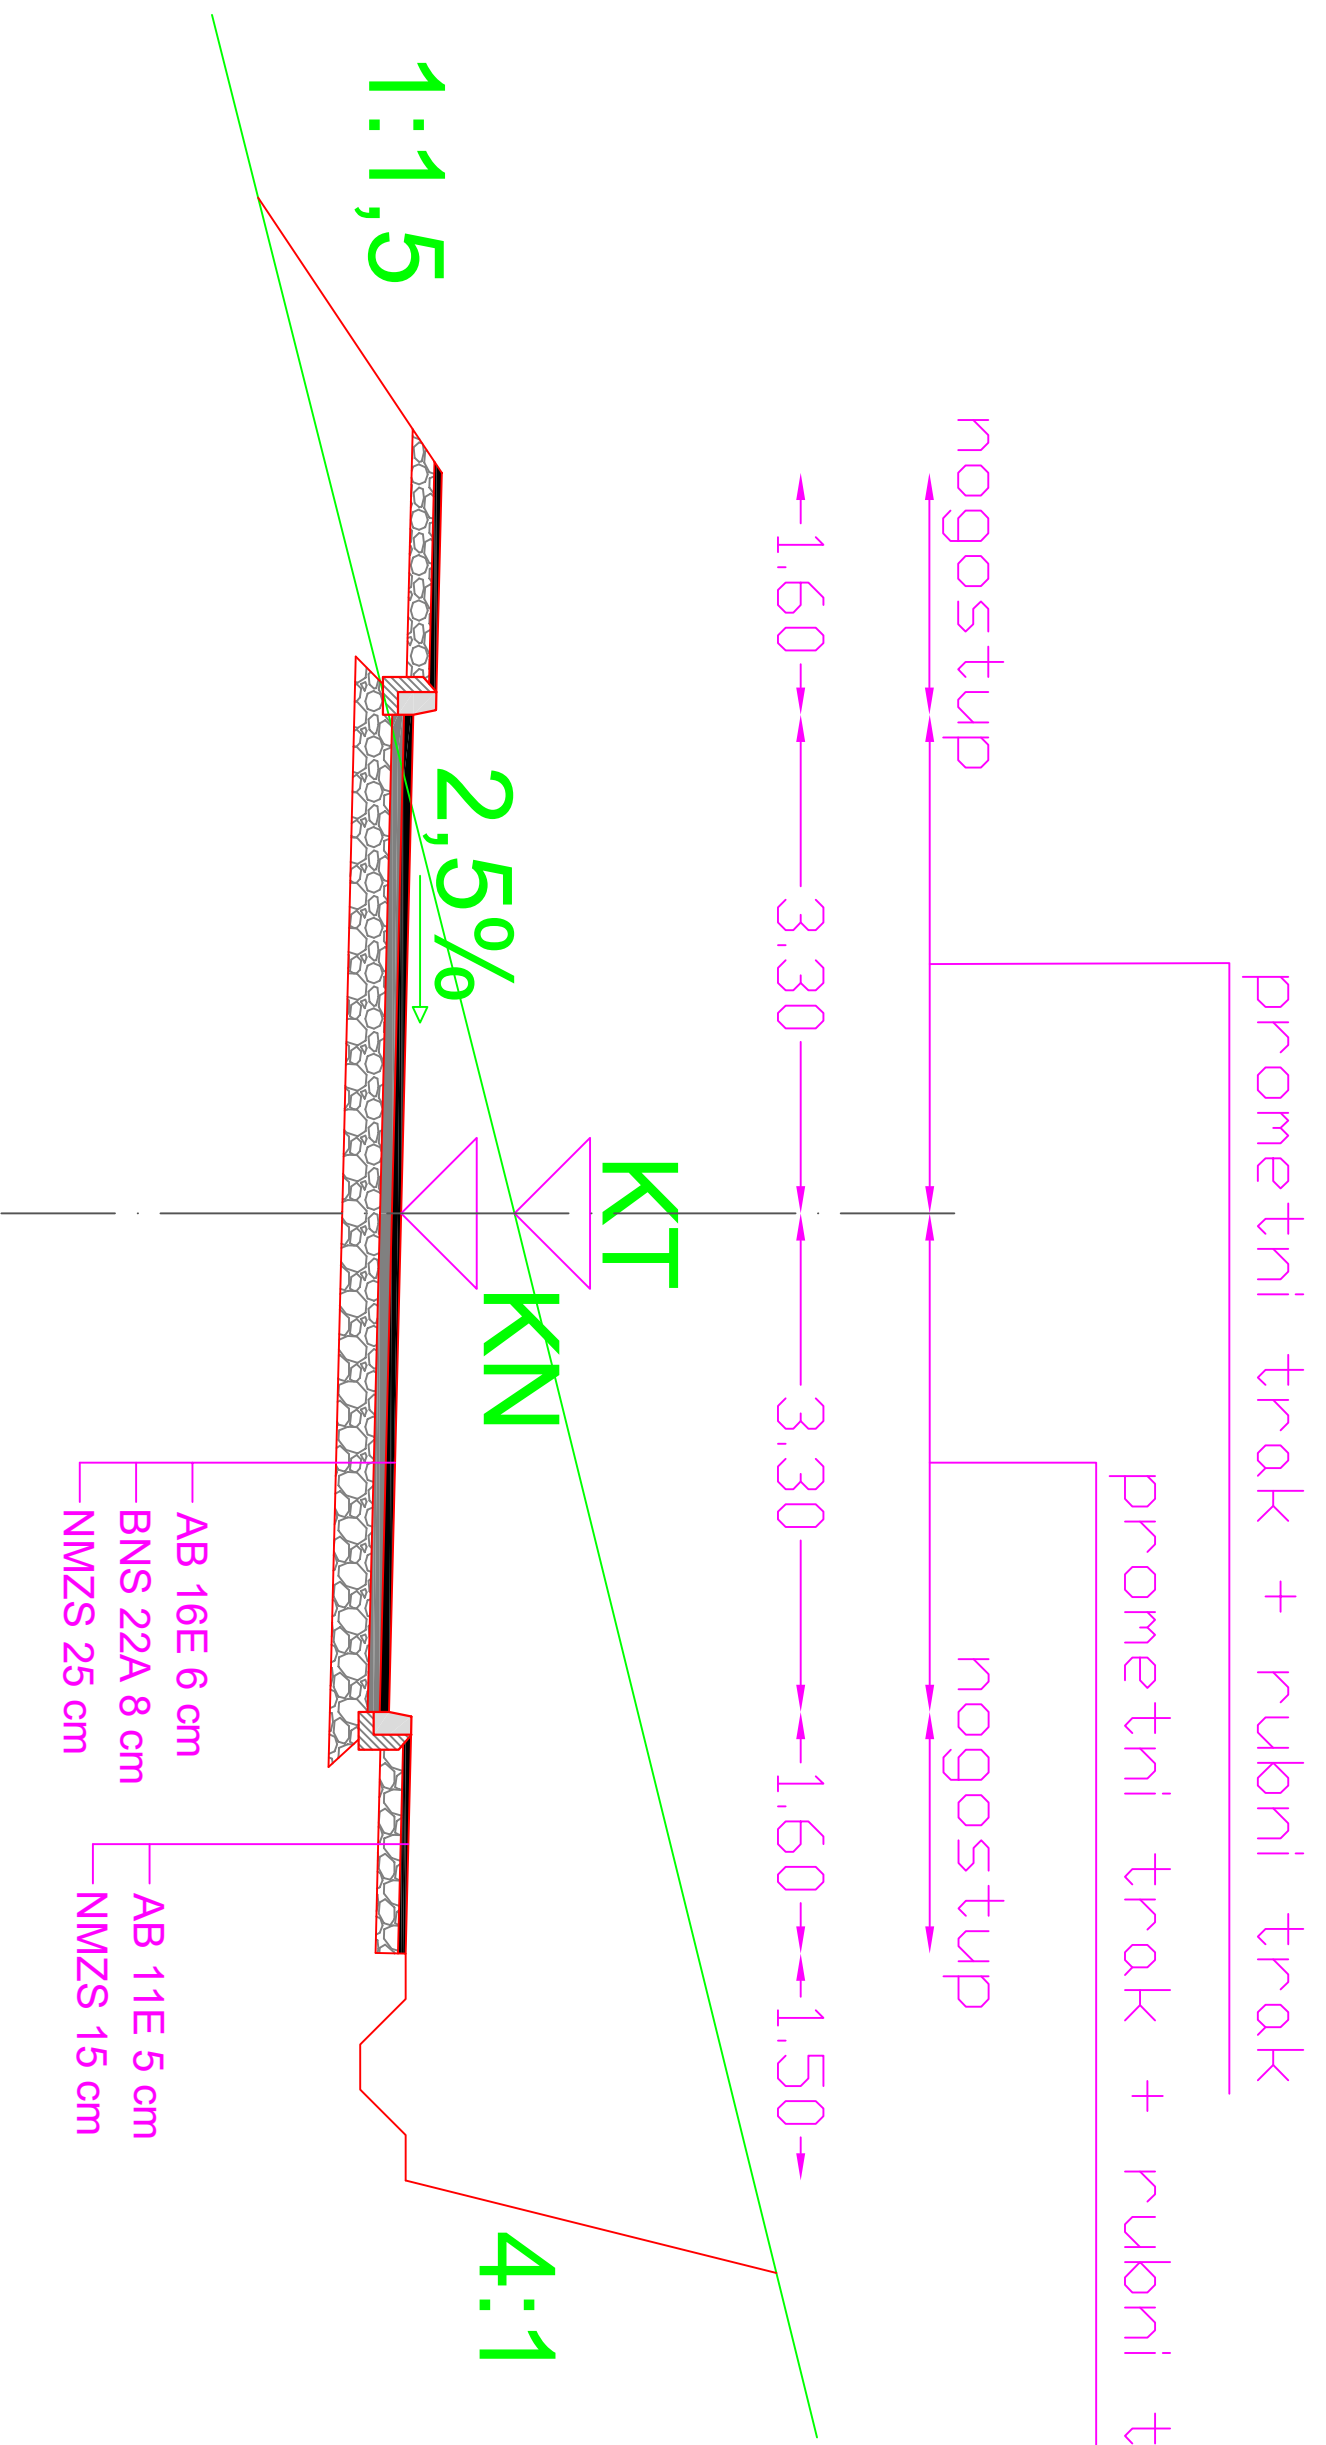 prometni trak + rubni trak
prometni trak + rubni t
nogostup
nogostup
1.60
3.30
3.30
1.60
1.50
KT
KN
2,5%
1:1,5
4:1
AB 16E 6 cm
BNS 22A 8 cm
NMZS 25 cm
AB 11E 5 cm
NMZS 15 cm